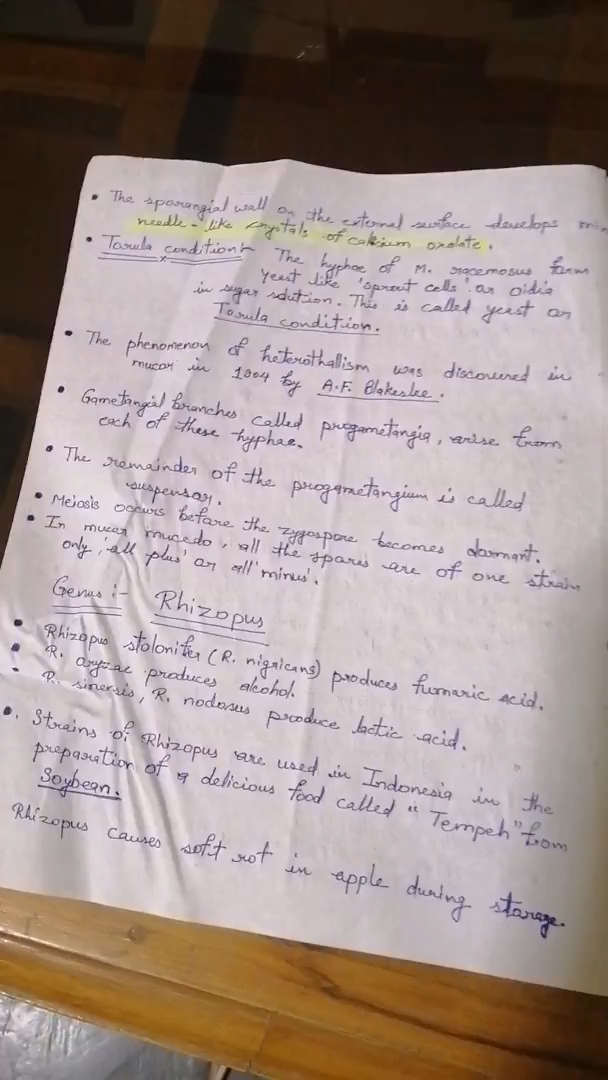 • The sporangial wall on the external surface develops min
needle-like crystals of calcium oxalate.
• Torula condition:- The hyphae of M. racemosus form
yeast like 'sprout cells' or oidia
in sugar solution. This is called yeast or
Torula condition.
• The phenomenon of heterothallism was discovered in
mucor in 1904 by A.F. Blakeslee.
• Gametangial branches called progametangia, arise from
each of these hyphae.
• The remainder of the progametangium is called
suspensor.
• Meiosis occurs before the zygospore becomes dormant.
• In mucor mucedo, all the spores are of one strain
only, 'all plus' or all 'minus'.
Genus :- Rhizopus
• Rhizopus stolonifer (R. nigricans) produces fumaric acid.
• R. oryzae produces alcohol.
• R. sinensis, R. nodosus produce lactic acid.
• Strains of Rhizopus are used in Indonesia in the
preparation of a delicious food called "Tempeh" from
Soybean.
Rhizopus causes soft rot in apple during storage.